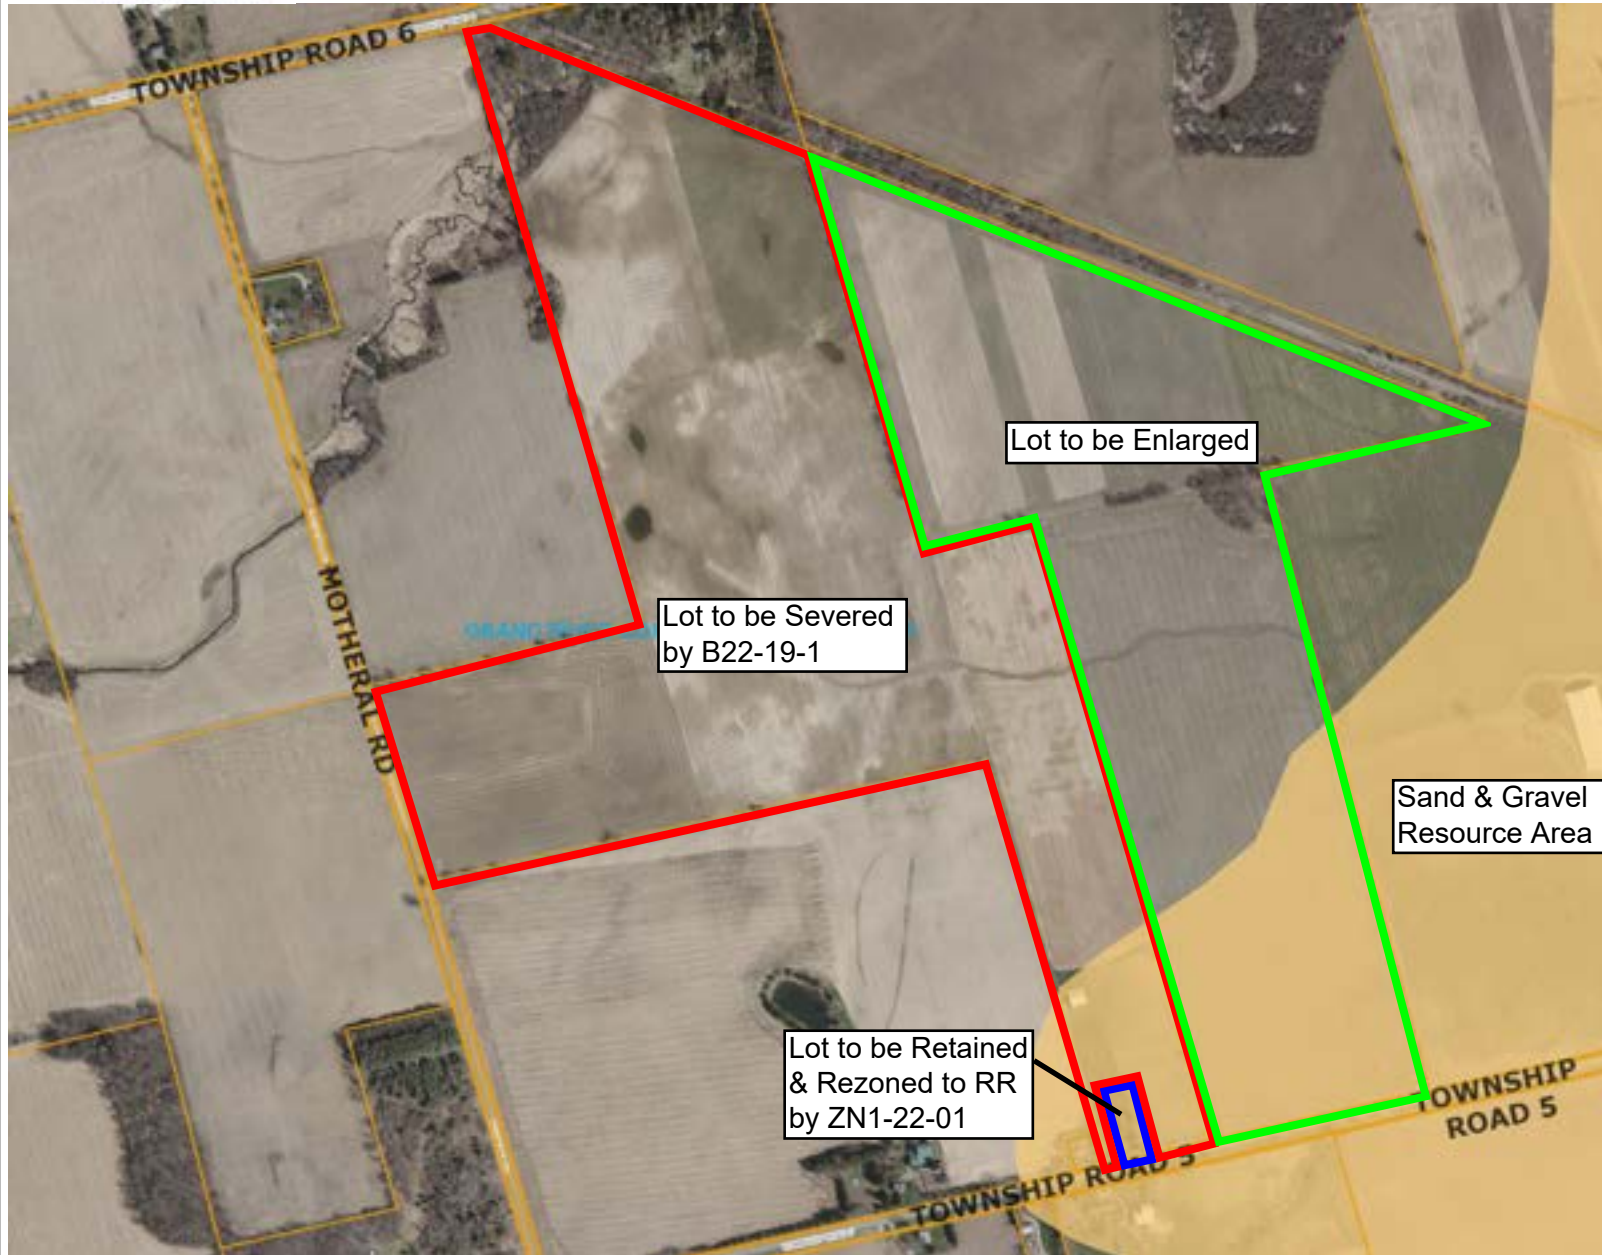 TOWNSHIP ROAD 6
Lot to be Enlarged
MOTHERAL RD
Lot to be Severed
by B22-19-1
Sand & Gravel
Resource Area
Lot to be Retained
& Rezoned to RR
by ZN1-22-01
TOWNSHIP
ROAD 5
TOWNSHIP ROAD 5